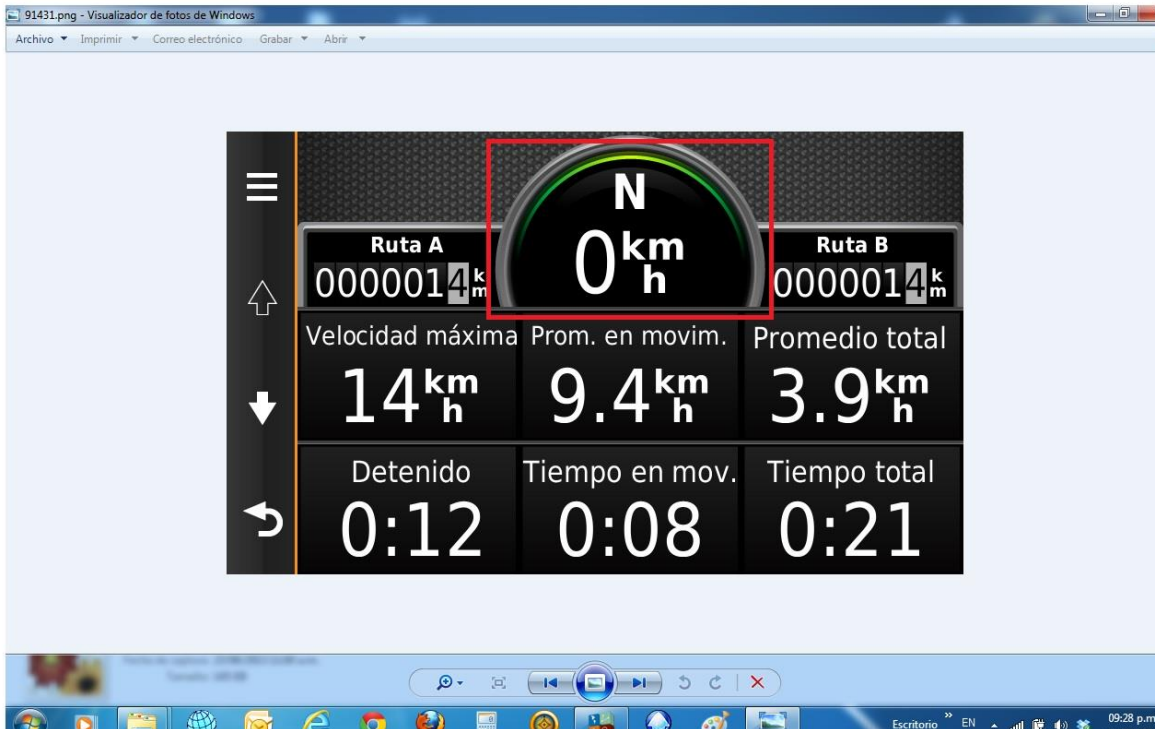 91431.png - Visualizador de fotos de Windows
Archivo Imprimir Correo electrónico Grabar Abrir
N
0 km h
Ruta A
0000014 km
Ruta B
0000014 km
Velocidad máxima Prom. en movim. Promedio total
14 km h 9.4 km h 3.9 km h
Detenido Tiempo en mov. Tiempo total
0:12 0:08 0:21
Escritorio » EN 09:28 p.m